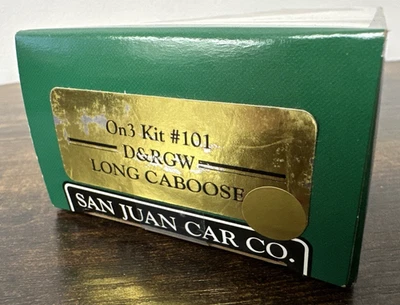 On3 Kit #101
D&RGW
LONG CABOOSE
SAN JUAN CAR CO.